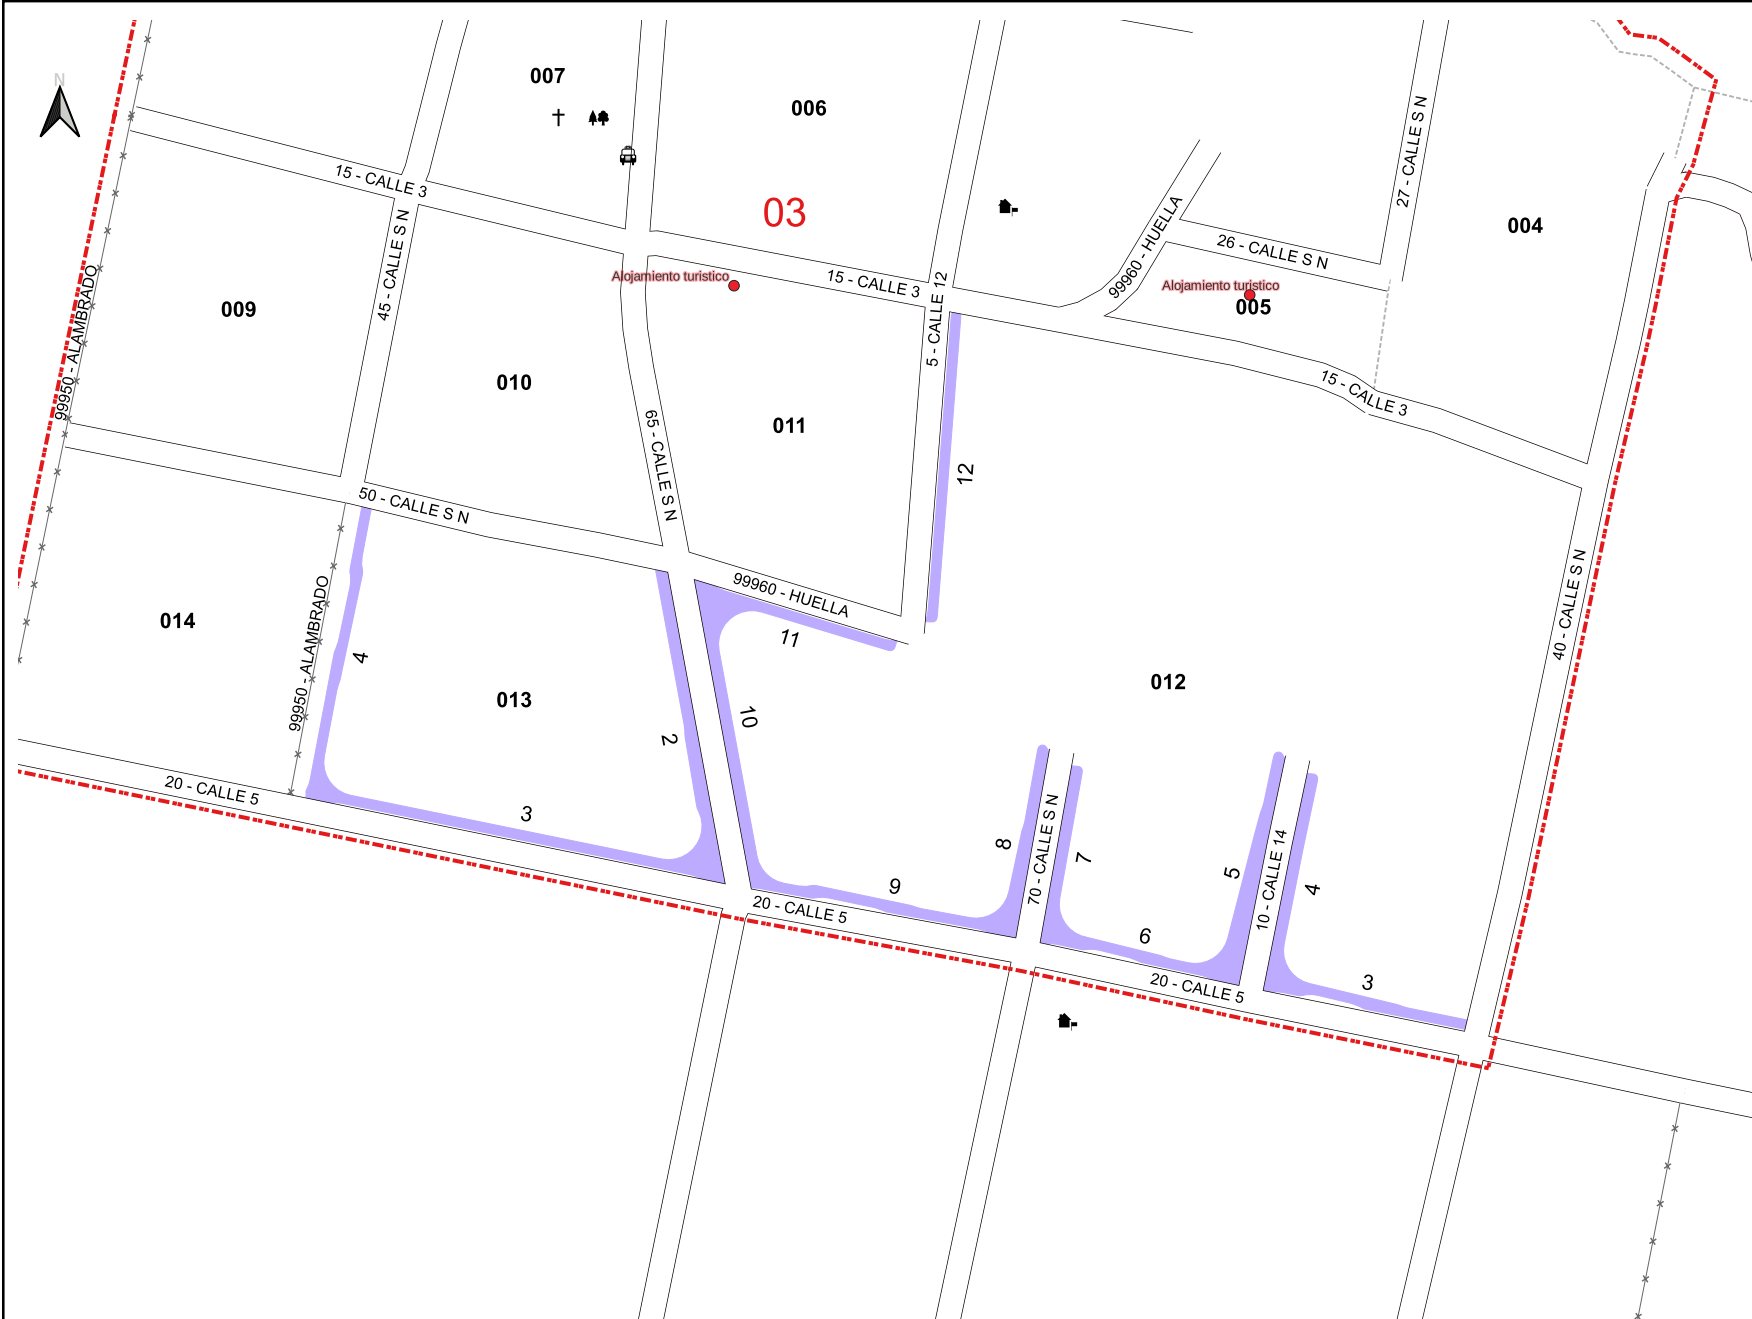 N
007
006
27 - CALLE S N
15 - CALLE 3
03
004
99960 - HUELLA
26 - CALLE S N
45 - CALLE S N
99950 - ALAMBRADO
Alojamiento turistico
15 - CALLE 3
5 - CALLE 12
Alojamiento turistico
005
009
010
15 - CALLE 3
011
65 - CALLE S N
12
50 - CALLE S N
99960 - HUELLA
40 - CALLE S N
014
99950 - ALAMBRADO
4
11
012
013
10
2
20 - CALLE 5
3
8
70 - CALLE S N
7
5
10 - CALLE 14
4
9
20 - CALLE 5
6
20 - CALLE 5
3